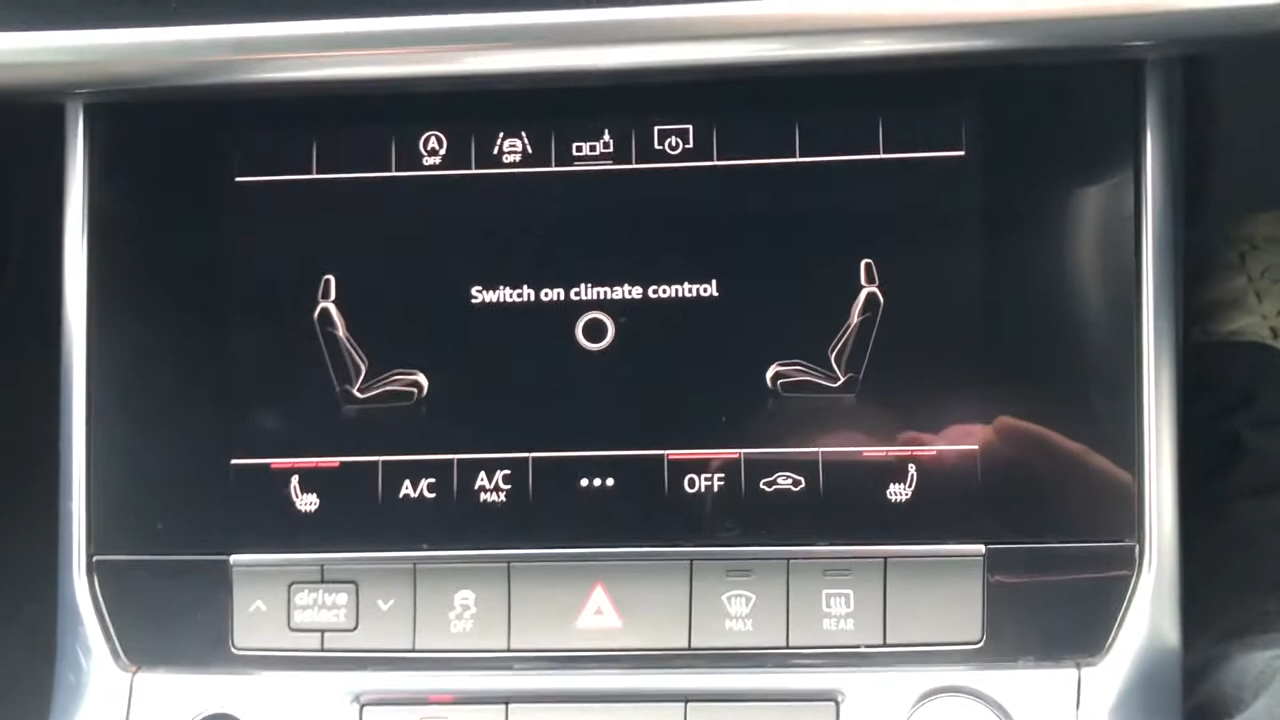 A
OFF
OFF
Switch on climate control
A/C
A/C
MAX
OFF
drive
select
OFF
MAX
REAR